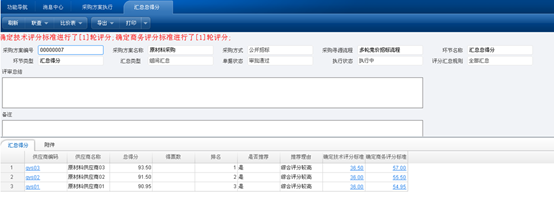 功能导航 消息中心 采购方案执行 汇总总得分
刷新 联查 比价表 导出 打印
确定技术评分标准进行了[1]轮评分,确定商务评分标准进行了[1]轮评分,
采购方案编号 00000007 采购方案名称 原材料采购 采购方式 公开招标 采购寻源流程 多轮竞价招标流程 环节名称 汇总总得分
环节类型 汇总得分 汇总类型 组间汇总 单据状态 审批通过 执行状态 执行中 评分汇总规则 全部汇总
评审总结
备注
汇总得分 附件
供应商编码 供应商名称 总得分 得票数 排名 是否推荐 推荐理由 确定技术评分标准 确定商务评分标准
1 gys03 原材料供应商03 93.50 1 是 综合评分较高 36.50 57.00
2 gys02 原材料供应商02 91.50 2 是 综合评分较高 36.00 55.50
3 gys01 原材料供应商01 90.95 3 是 综合评分较高 36.00 54.95